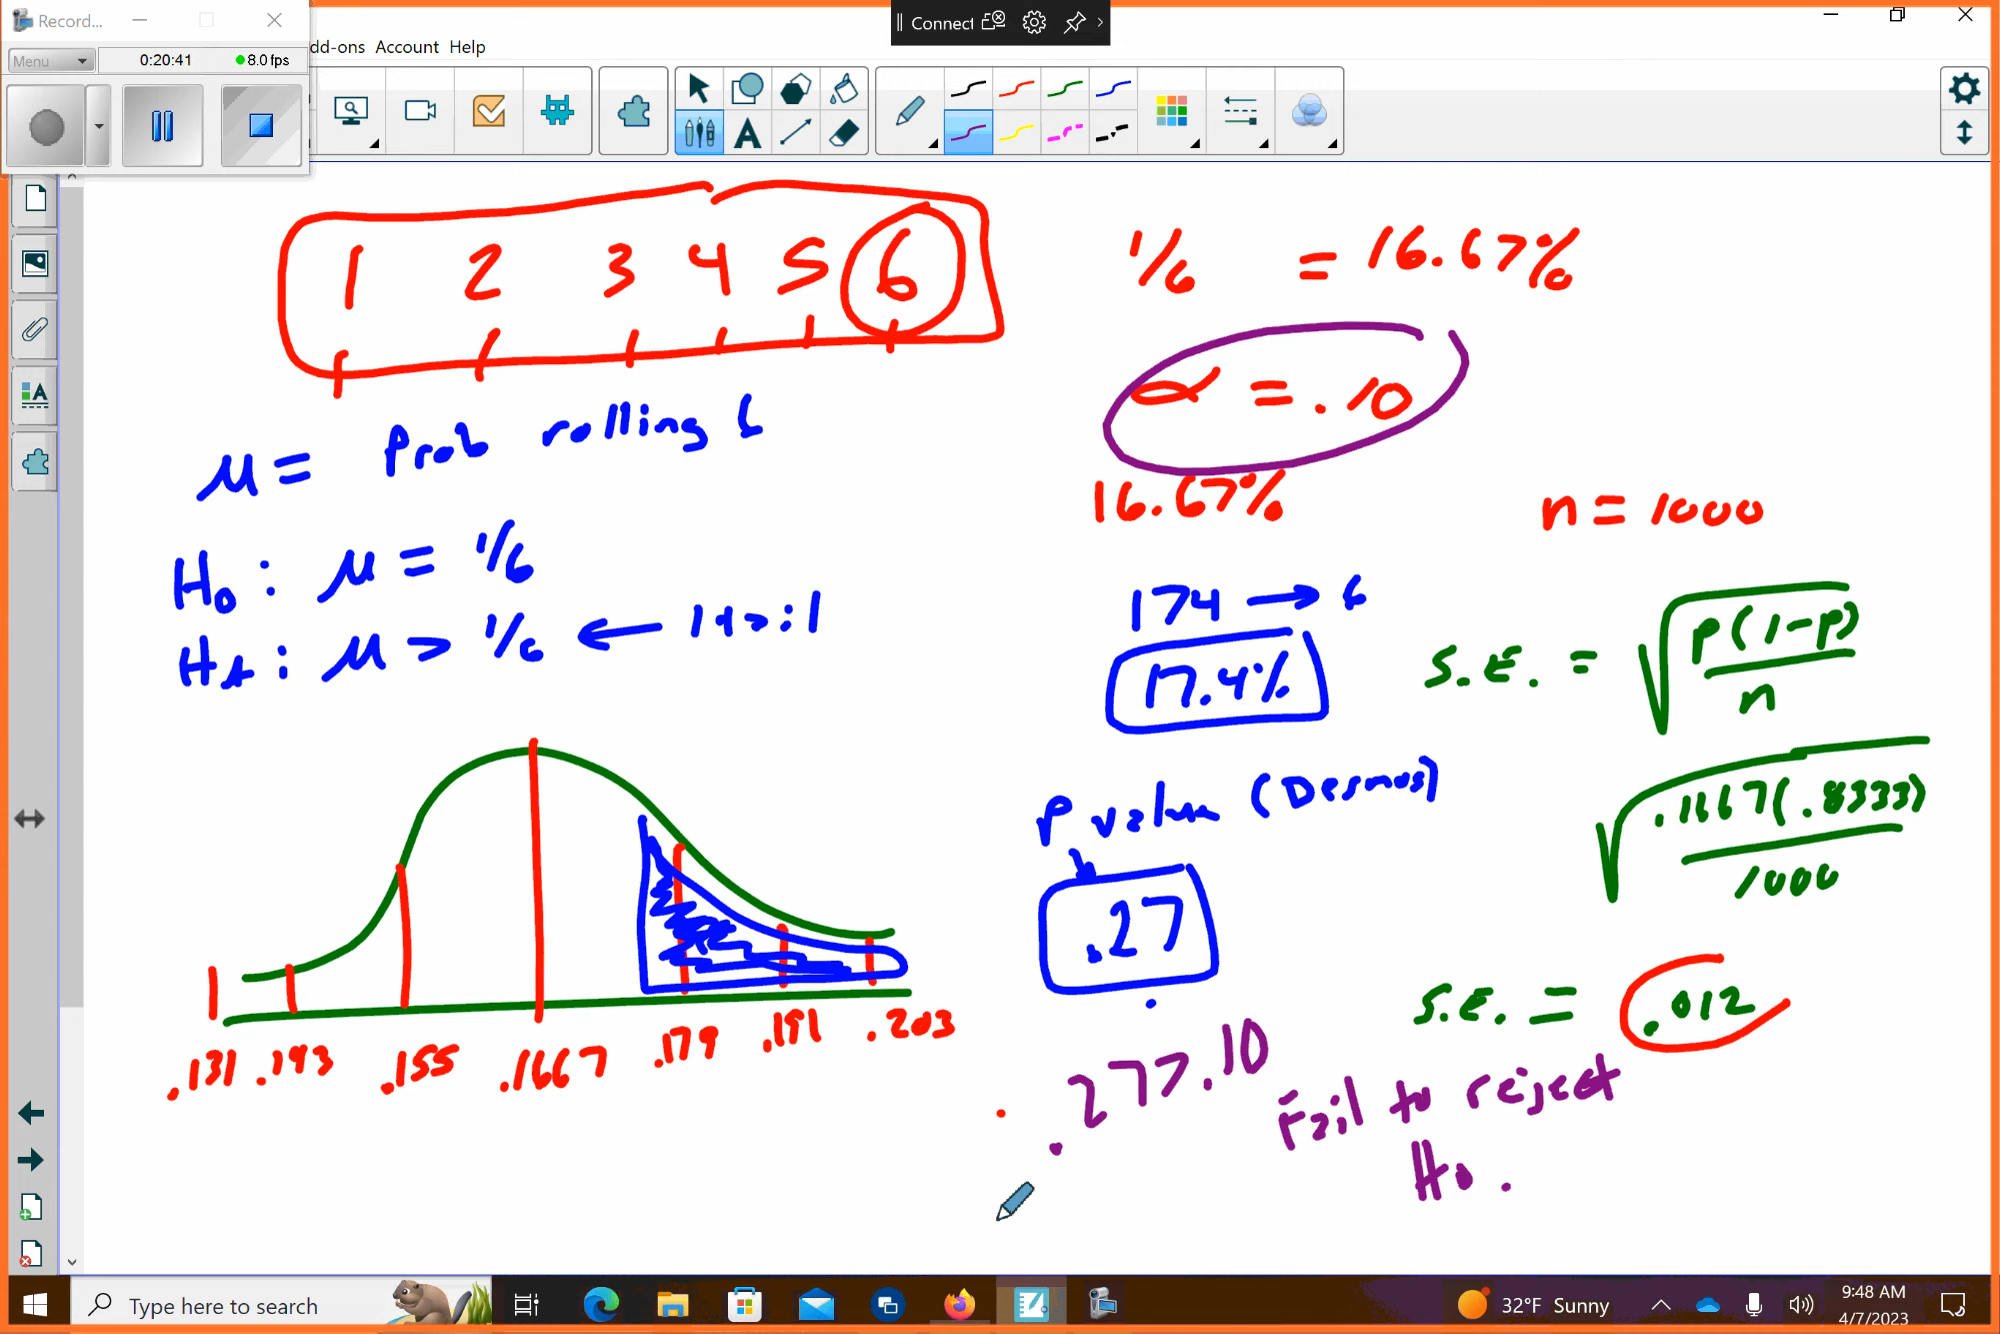 Record...
Connect
dd-ons Account Help
Menu 0:20:41 8.0 fps
1 2 3 4 5 6
1/6 = 16.67%
α = .10
μ = Prob rolling 6
16.67%
n = 1000
H0 : μ = 1/6
174 → 6
HA : μ > 1/6 ←
17.4%
S.E. = √ p(1-p)
n
P value (Desmos)
√ .1667(.8333)
1000
.27
S.E. = .012
.131 .143 .155 .1667 .179 .191 .203
.27 > .10
Fail to reject
H0.
Type here to search
32°F Sunny
9:48 AM
4/7/2023